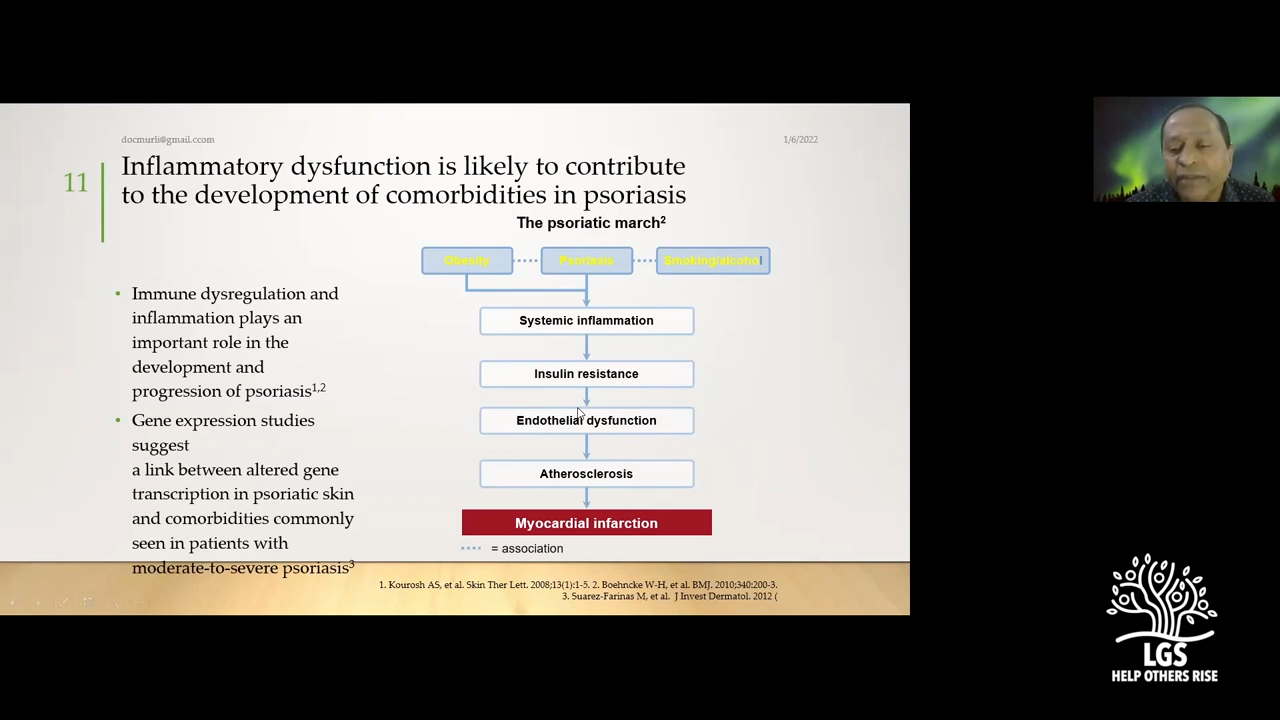 docmurli@gmail.ccom
1/6/2022
11
Inflammatory dysfunction is likely to contribute
to the development of comorbidities in psoriasis
The psoriatic march2
Obesity
Psoriasis
Smoking/alcohol
Systemic inflammation
Insulin resistance
Endothelial dysfunction
Atherosclerosis
Myocardial infarction
= association
• Immune dysregulation and
inflammation plays an
important role in the
development and
progression of psoriasis1,2
• Gene expression studies
suggest
a link between altered gene
transcription in psoriatic skin
and comorbidities commonly
seen in patients with
moderate-to-severe psoriasis3
1. Kourosh AS, et al. Skin Ther Lett. 2008;13(1):1-5. 2. Boehncke W-H, et al. BMJ. 2010;340:200-3.
3. Suarez-Farinas M, et al. J Invest Dermatol. 2012 (
LGS
HELP OTHERS RISE